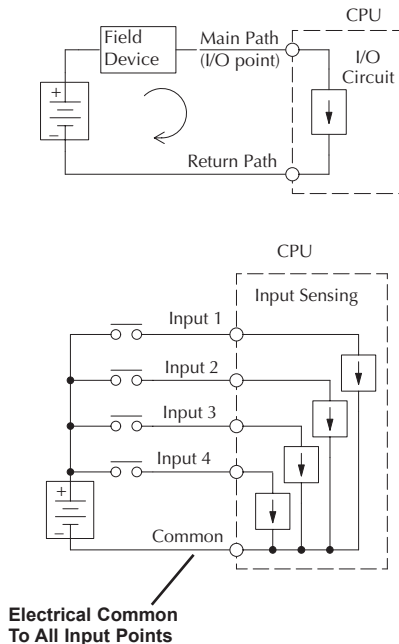 CPU
Field
Device
Main Path
(I/O point)
I/O
Circuit
+
–
Return Path
CPU
Input Sensing
Input 1
Input 2
Input 3
Input 4
+
–
Common
Electrical Common
To All Input Points